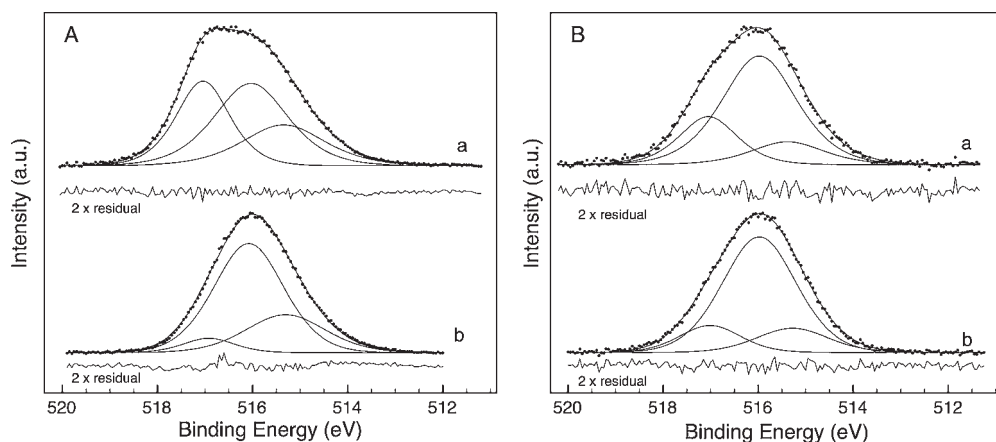 A
a
2 x residual
b
2 x residual
Intensity (a.u.)
520 518 516 514 512
Binding Energy (eV)
B
a
2 x residual
b
2 x residual
Intensity (a.u.)
520 518 516 514 512
Binding Energy (eV)